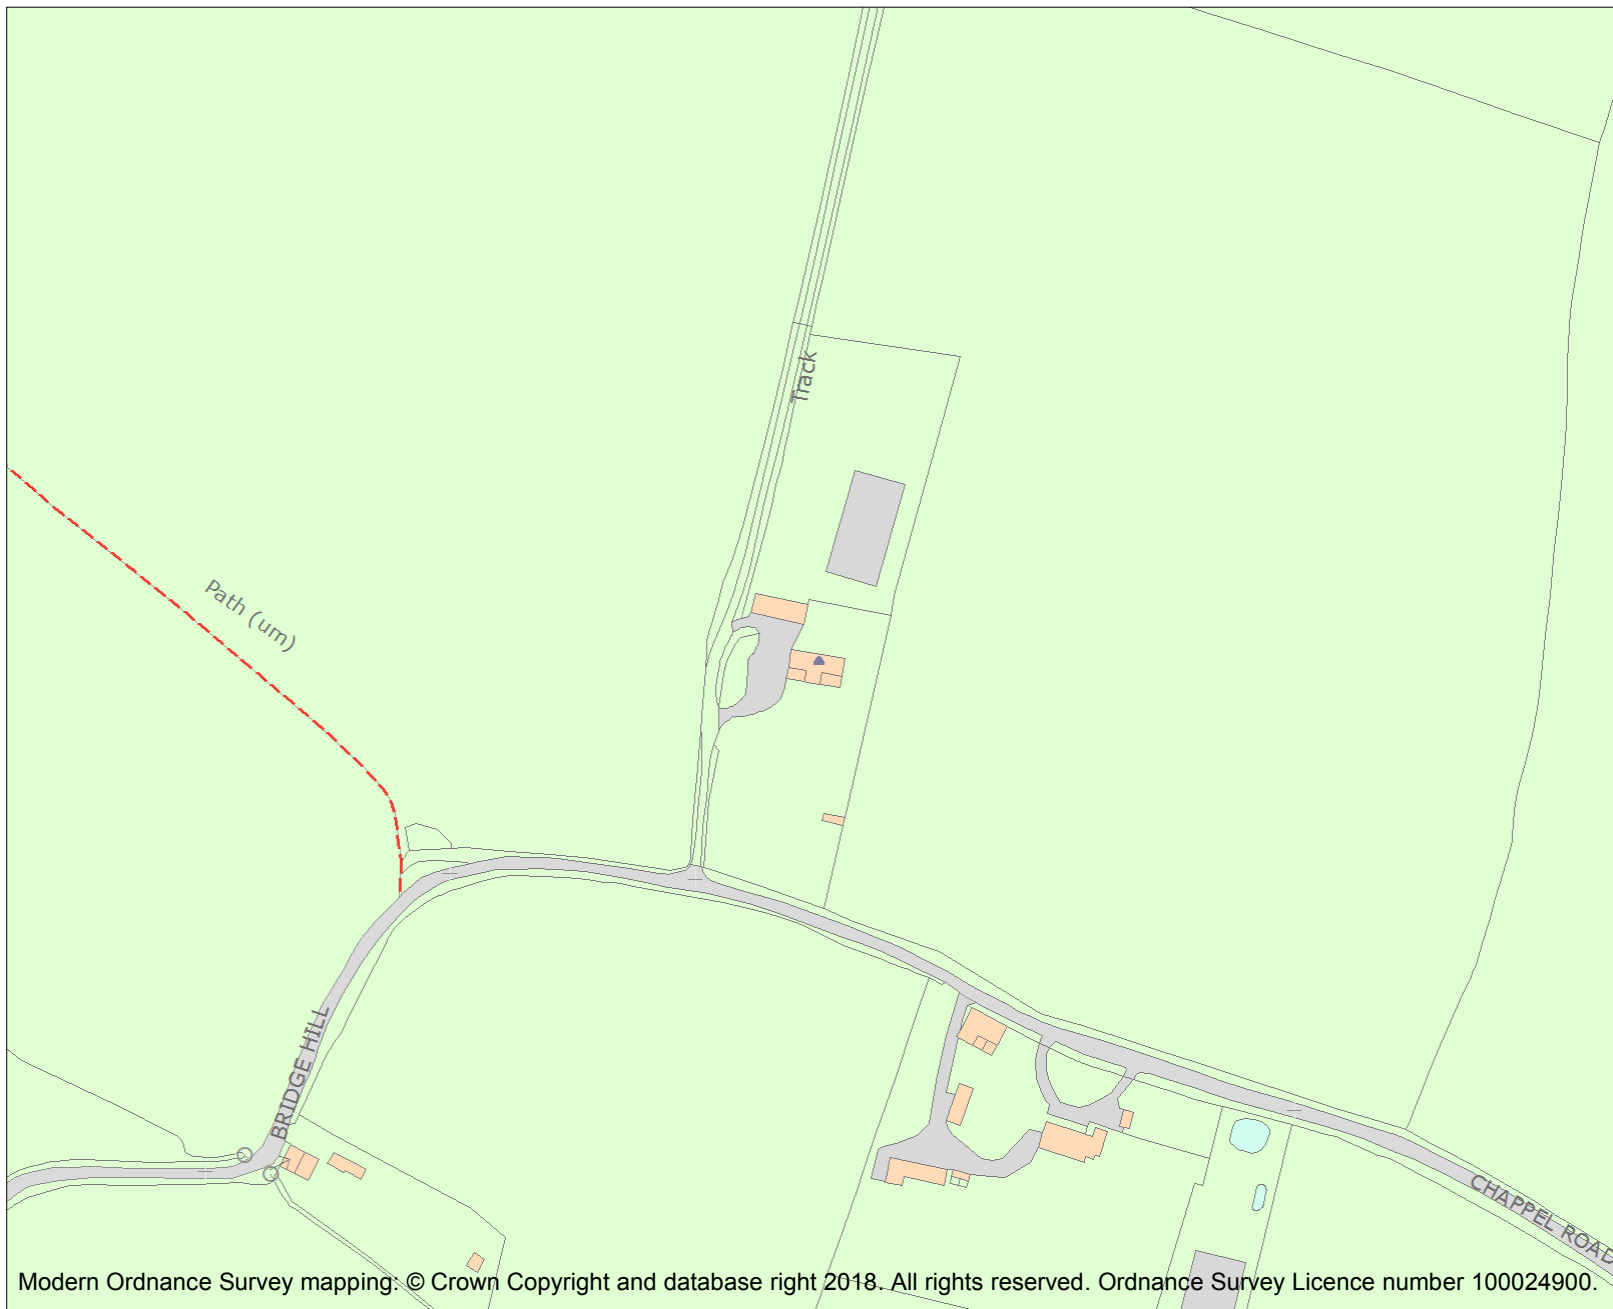 Track
Path (um)
BRIDGE HILL
CHAPPEL ROAD
Modern Ordnance Survey mapping: © Crown Copyright and database right 2018. All rights reserved. Ordnance Survey Licence number 100024900.